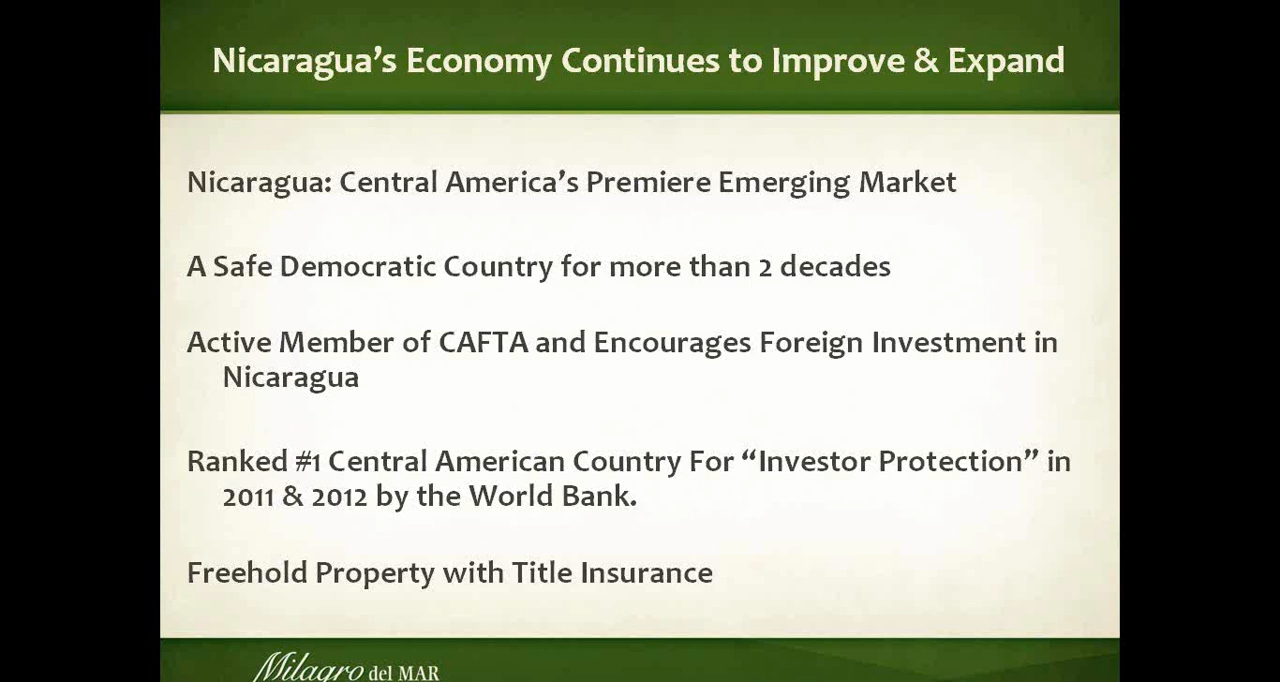 Nicaragua’s Economy Continues to Improve & Expand
Nicaragua: Central America’s Premiere Emerging Market
A Safe Democratic Country for more than 2 decades
Active Member of CAFTA and Encourages Foreign Investment in
Nicaragua
Ranked #1 Central American Country For “Investor Protection” in
2011 & 2012 by the World Bank.
Freehold Property with Title Insurance
Milagro del MAR